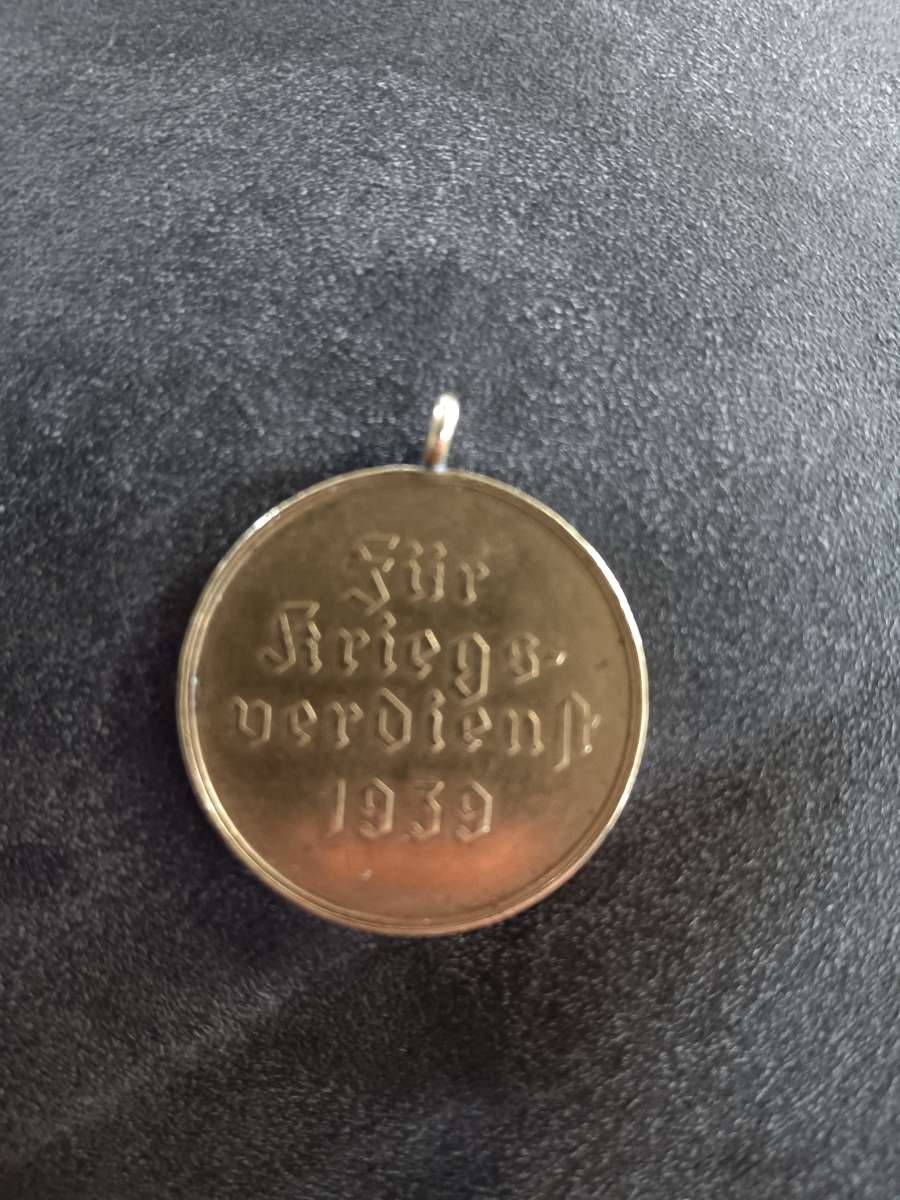 Für
Kriegs-
verdienst
1939